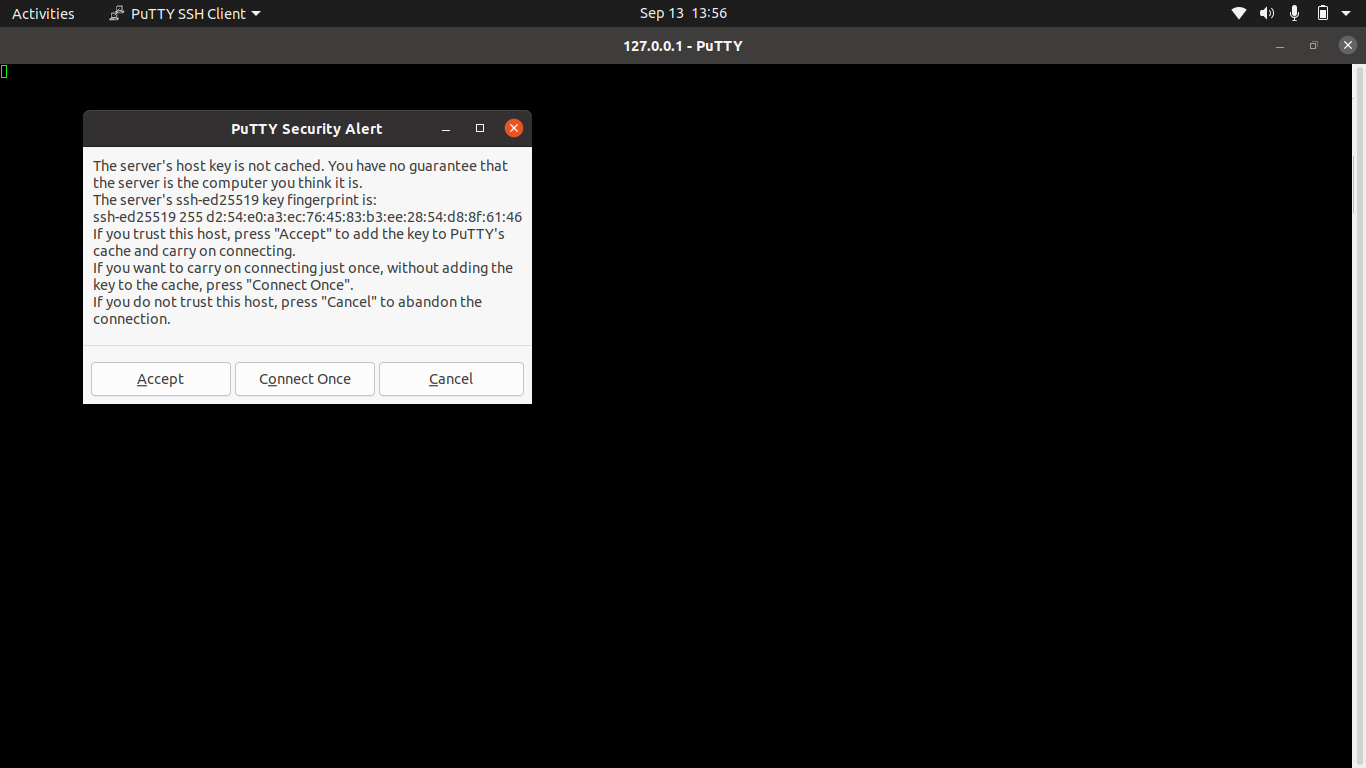 Activities PuTTY SSH Client Sep 13 13:56
127.0.0.1 - PuTTY
PuTTY Security Alert
The server's host key is not cached. You have no guarantee that
the server is the computer you think it is.
The server's ssh-ed25519 key fingerprint is:
ssh-ed25519 255 d2:54:e0:a3:ec:76:45:83:b3:ee:28:54:d8:8f:61:46
If you trust this host, press "Accept" to add the key to PuTTY's
cache and carry on connecting.
If you want to carry on connecting just once, without adding the
key to the cache, press "Connect Once".
If you do not trust this host, press "Cancel" to abandon the
connection.
Accept Connect Once Cancel